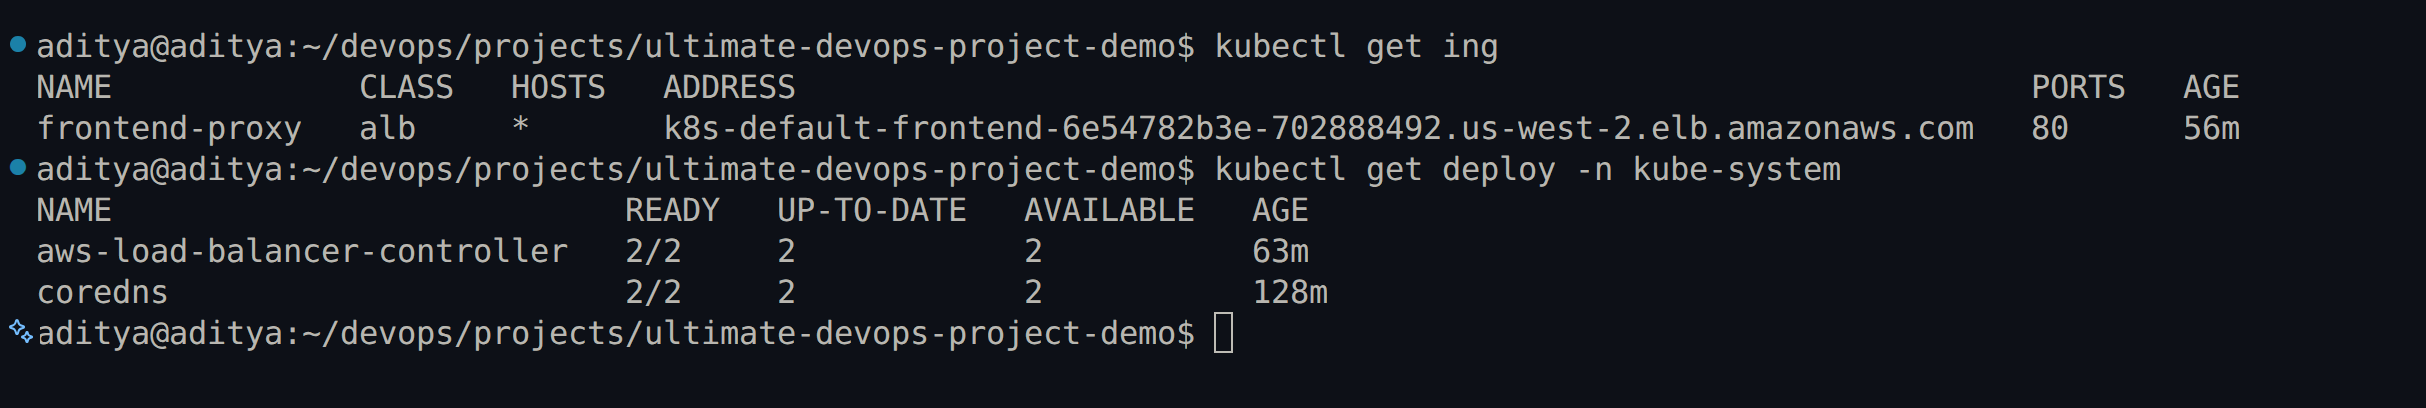 aditya@aditya:~/devops/projects/ultimate-devops-project-demo$ kubectl get ing
NAME             CLASS   HOSTS   ADDRESS                                                                 PORTS   AGE
frontend-proxy   alb     *       k8s-default-frontend-6e54782b3e-702888492.us-west-2.elb.amazonaws.com   80      56m
aditya@aditya:~/devops/projects/ultimate-devops-project-demo$ kubectl get deploy -n kube-system
NAME                           READY   UP-TO-DATE   AVAILABLE   AGE
aws-load-balancer-controller   2/2     2            2           63m
coredns                        2/2     2            2           128m
aditya@aditya:~/devops/projects/ultimate-devops-project-demo$